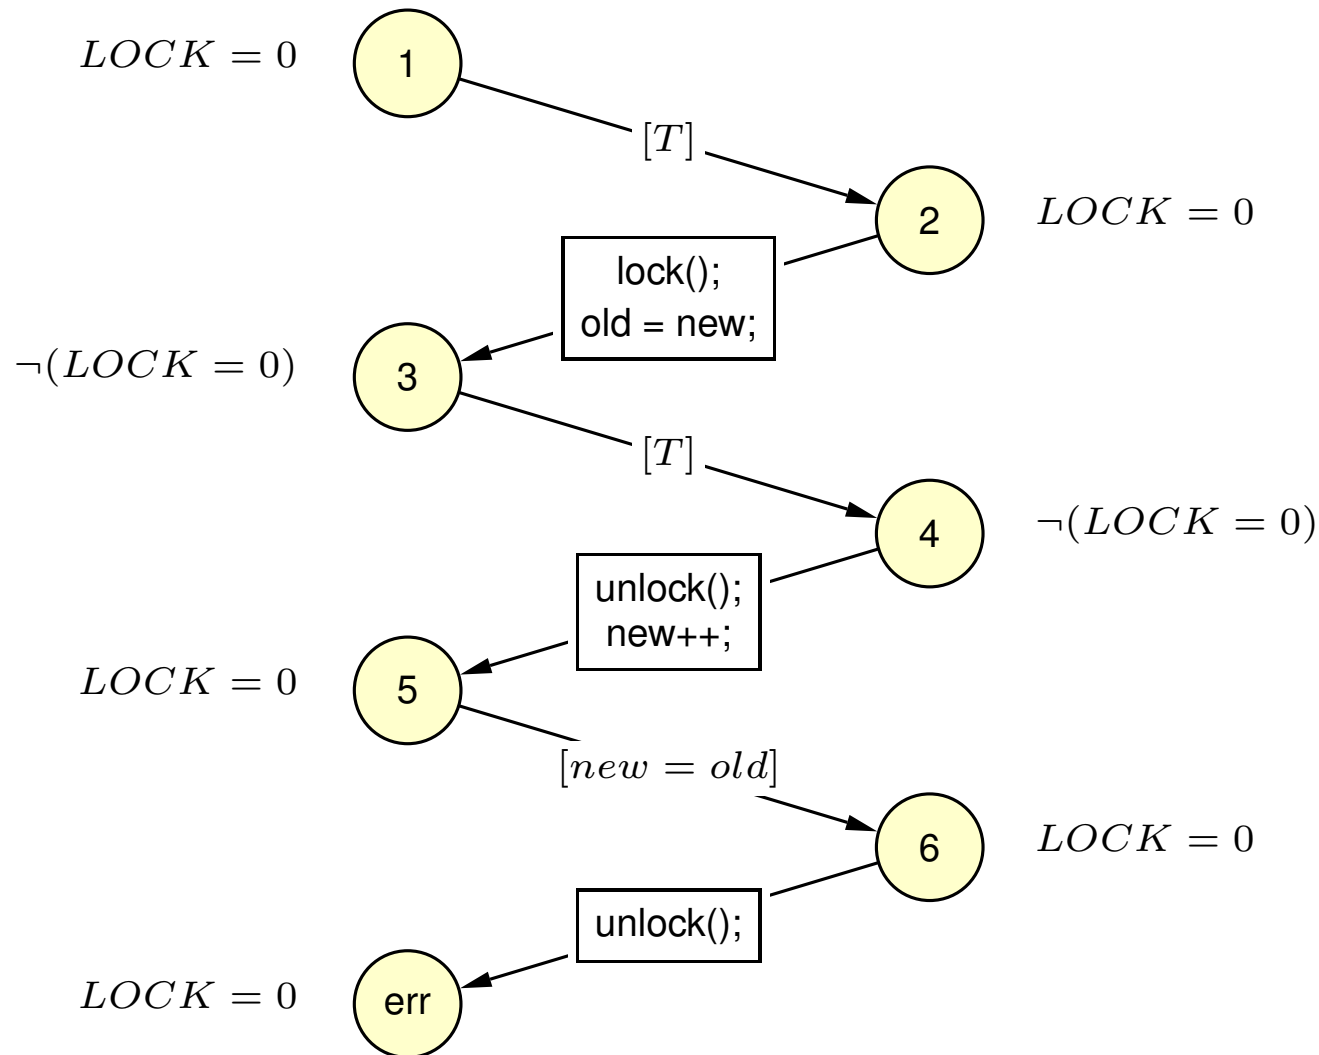 LOCK = 0
1
[T]
2
LOCK = 0
lock();
old = new;
¬(LOCK = 0)
3
[T]
4
¬(LOCK = 0)
unlock();
new++;
LOCK = 0
5
[new = old]
6
LOCK = 0
unlock();
LOCK = 0
err